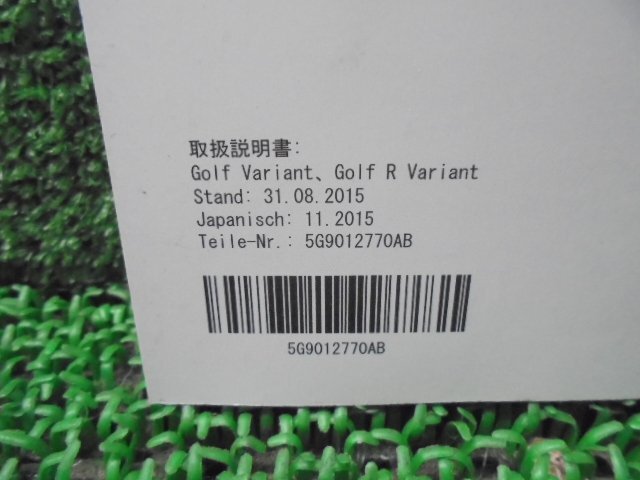 取扱説明書:
Golf Variant、Golf R Variant
Stand: 31.08.2015
Japanisch: 11.2015
Teile-Nr.: 5G9012770AB
5G9012770AB